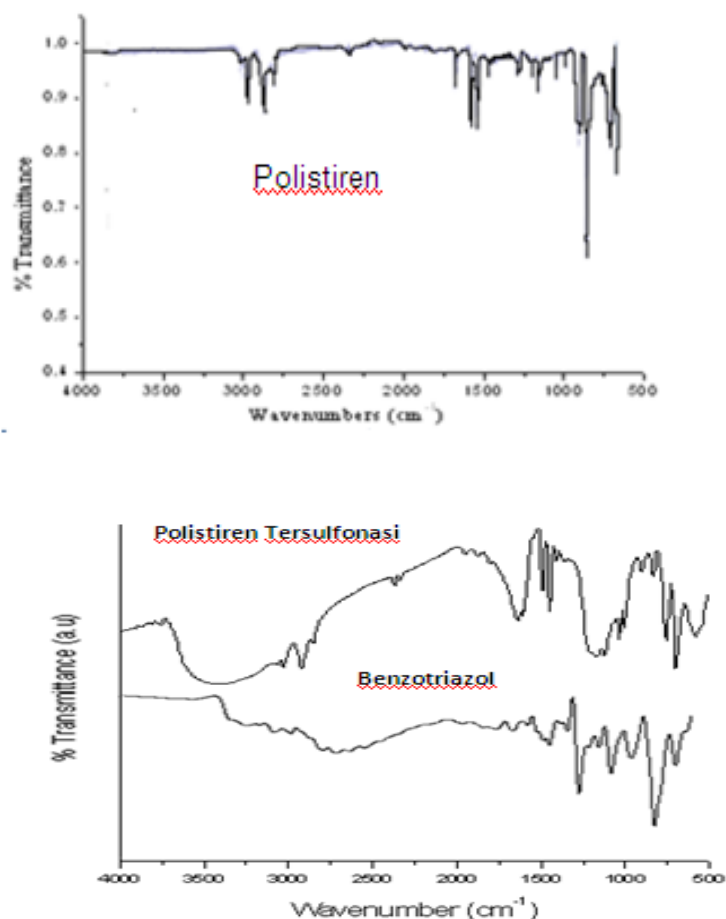 1.0
0.9
0.8
0.7
0.6
0.5
0.4
% Transmittance
Polistiren
4000 3500 3000 2500 2000 1500 1000 500
Wavenumbers (cm⁻¹)
Polistiren Tersulfonasi
Benzotriazol
% Transmittance (a.u)
4000 3500 3000 2500 2000 1500 1000 500
Wavenumber (cm⁻¹)